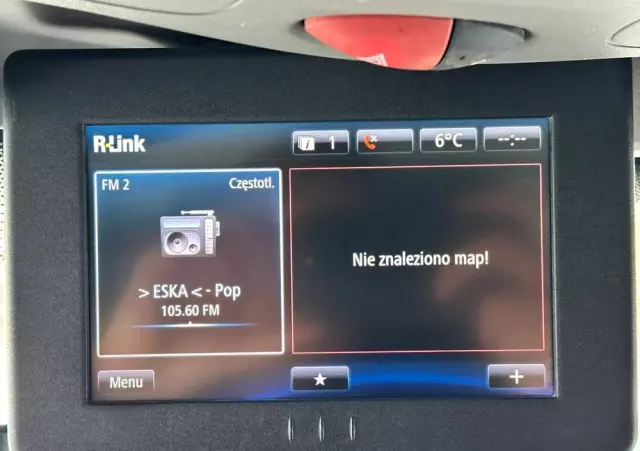 R-Link
i 1
6°C
--:--
FM 2
Częstotl.
> ESKA < - Pop
105.60 FM
Nie znaleziono map!
Menu